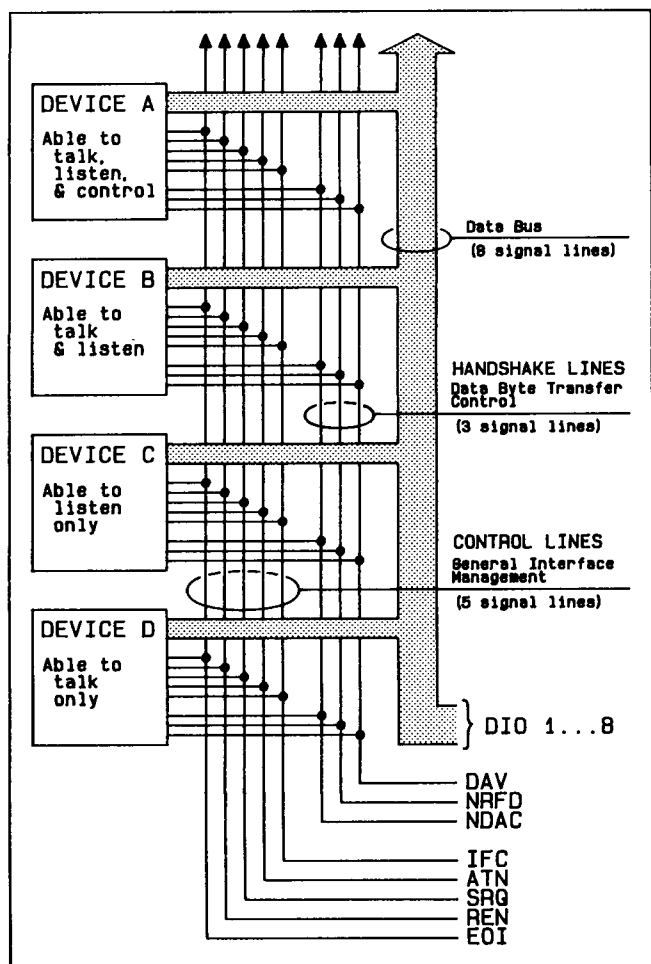 DEVICE A
Able to
talk,
listen,
& control
Data Bus
(8 signal lines)
DEVICE B
Able to
talk
& listen
HANDSHAKE LINES
Data Byte Transfer
Control
(3 signal lines)
DEVICE C
Able to
listen
only
CONTROL LINES
General Interface
Management
(5 signal lines)
DEVICE D
Able to
talk
only
DIO 1...8
DAV
NRFD
NDAC
IFC
ATN
SRQ
REN
EOI